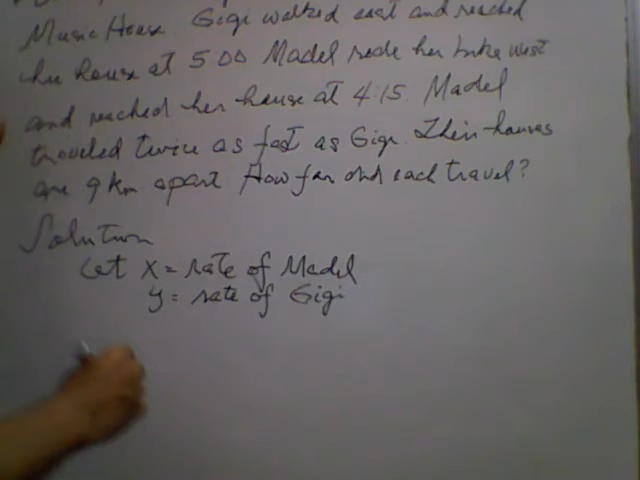 Music House Gigi walked east and reached
her house at 5 00 Madel rode her bike west
and reached her house at 4:15. Madel
traveled twice as fast as Gigi. Their houses
are 9 km apart How far did each travel?
Solution
Let x = rate of Madel
y = rate of Gigi